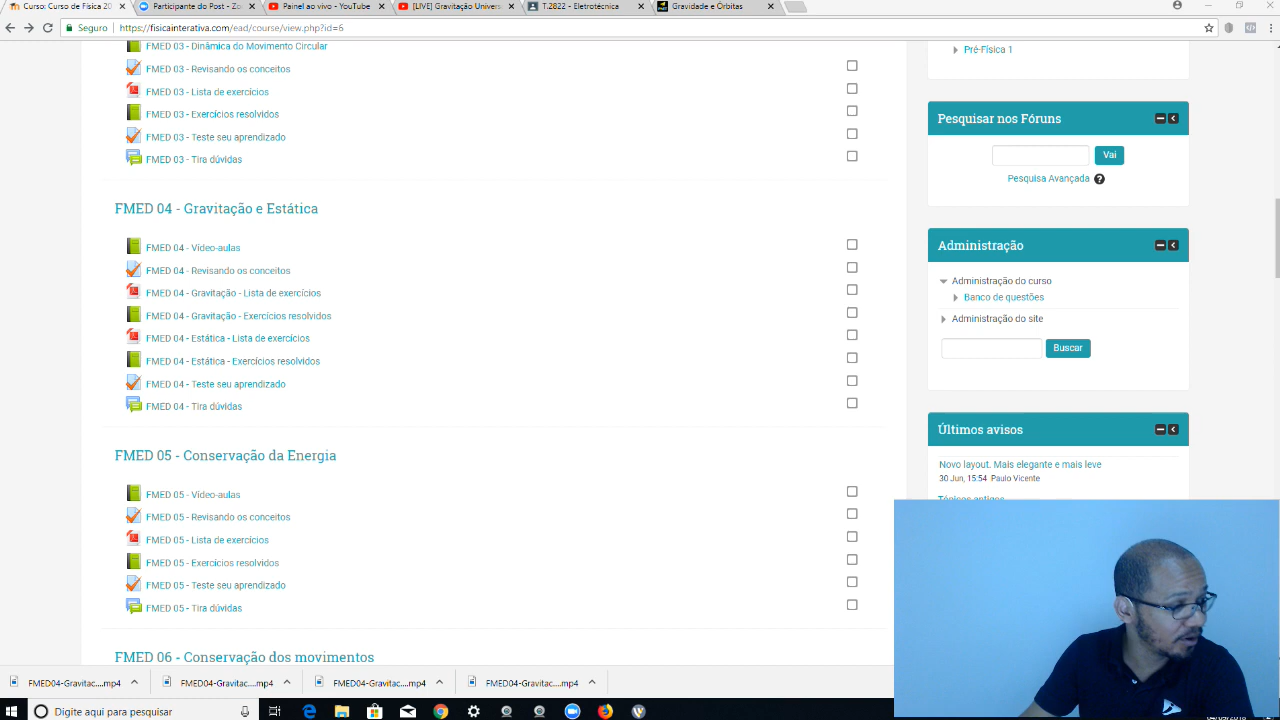 Curso: Curso de Física 20
Participante do Post - Zo
Painel ao vivo - YouTube
[LIVE] Gravitação Univers
T.2822 - Eletrotécnica
Gravidade e Órbitas
Seguro
https://fisicainterativa.com/ead/course/view.php?id=6
FMED 03 - Dinâmica do Movimento Circular
FMED 03 - Revisando os conceitos
FMED 03 - Lista de exercícios
FMED 03 - Exercícios resolvidos
FMED 03 - Teste seu aprendizado
FMED 03 - Tira dúvidas
FMED 04 - Gravitação e Estática
FMED 04 - Vídeo-aulas
FMED 04 - Revisando os conceitos
FMED 04 - Gravitação - Lista de exercícios
FMED 04 - Gravitação - Exercícios resolvidos
FMED 04 - Estática - Lista de exercícios
FMED 04 - Estática - Exercícios resolvidos
FMED 04 - Teste seu aprendizado
FMED 04 - Tira dúvidas
FMED 05 - Conservação da Energia
FMED 05 - Vídeo-aulas
FMED 05 - Revisando os conceitos
FMED 05 - Lista de exercícios
FMED 05 - Exercícios resolvidos
FMED 05 - Teste seu aprendizado
FMED 05 - Tira dúvidas
FMED 06 - Conservação dos movimentos
Pré-Física 1
Pesquisar nos Fóruns
Vai
Pesquisa Avançada
Administração
Administração do curso
Banco de questões
Administração do site
Buscar
Últimos avisos
Novo layout. Mais elegante e mais leve
30 Jun, 15:54 Paulo Vicente
Tópicos antigos
FMED04-Gravitac....mp4
FMED04-Gravitac....mp4
FMED04-Gravitac....mp4
FMED04-Gravitac....mp4
Digite aqui para pesquisar